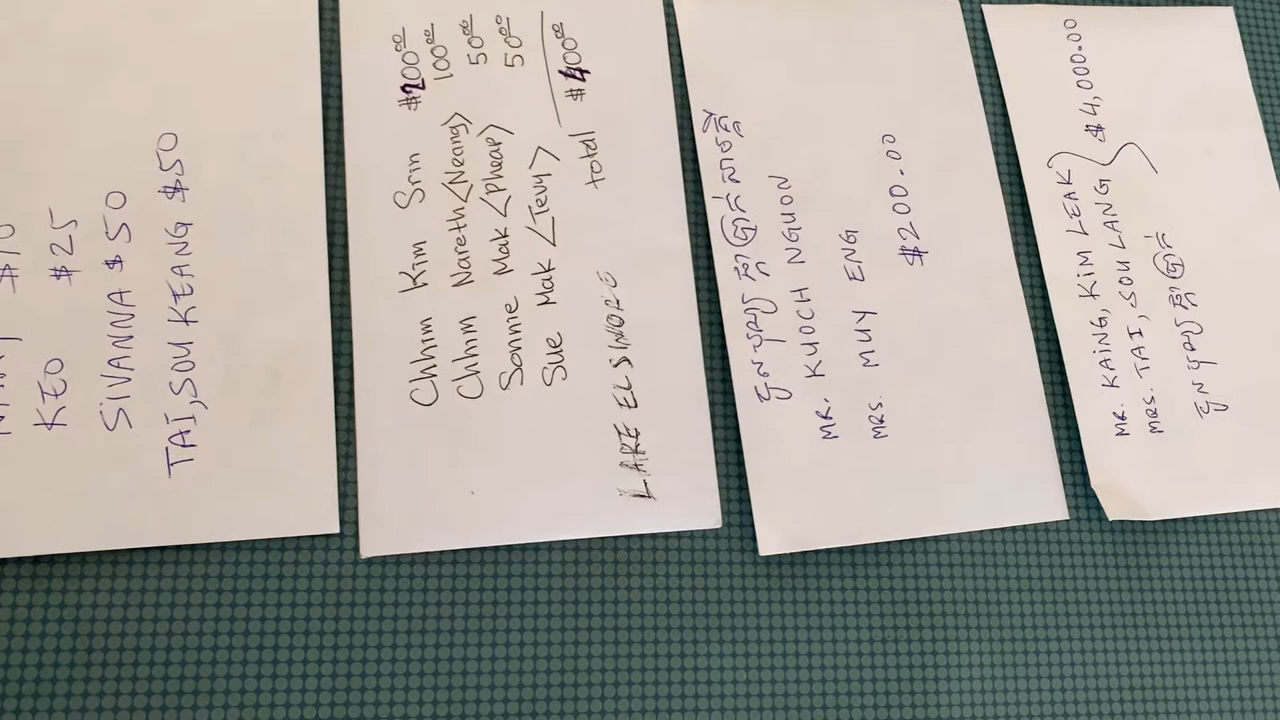 KEO $25
SIVANNA $50
TAI, SOU KEANG $50
Chhim Kim Srin $200.00
Chhim Nareth <Neang> 100.00
Sonnie Mak <Pheap> 50.00
Sue Mak <Tevy> 50.00
total $400.00
LAKE ELSINORE
MR. KUOCH NGUON
MRS. MUY ENG
$200.00
MR. KAING, KIM LEAK
MRS. TAI, SOU LANG
$4,000.00